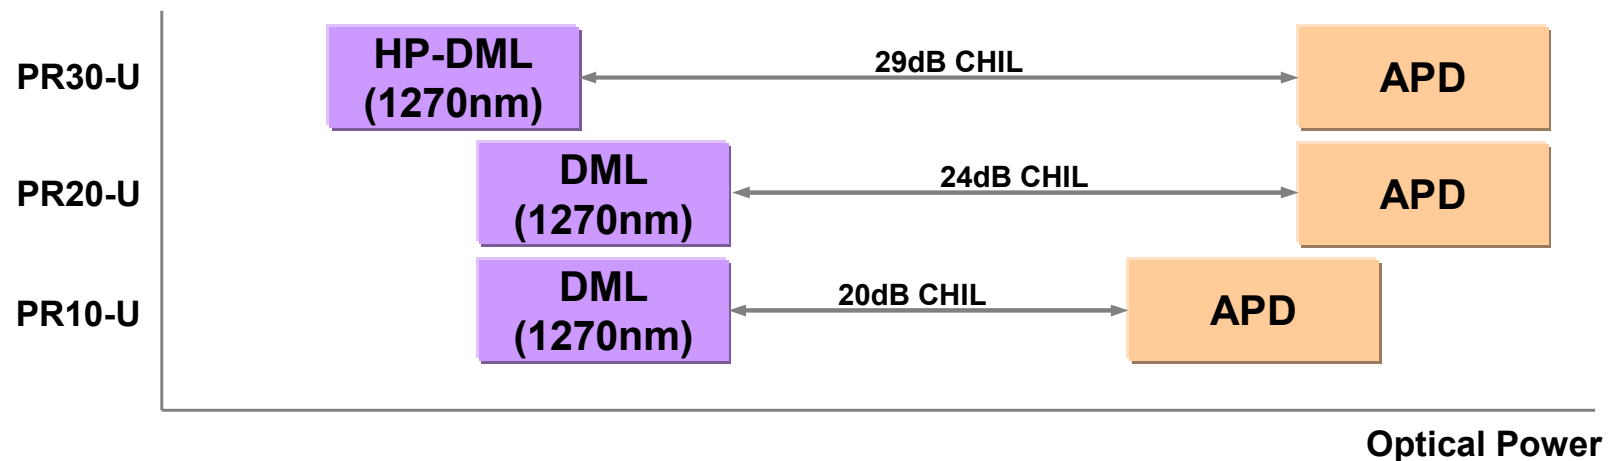 PR30-U
HP-DML
(1270nm)
29dB CHIL
APD
PR20-U
DML
(1270nm)
24dB CHIL
APD
PR10-U
DML
(1270nm)
20dB CHIL
APD
Optical Power